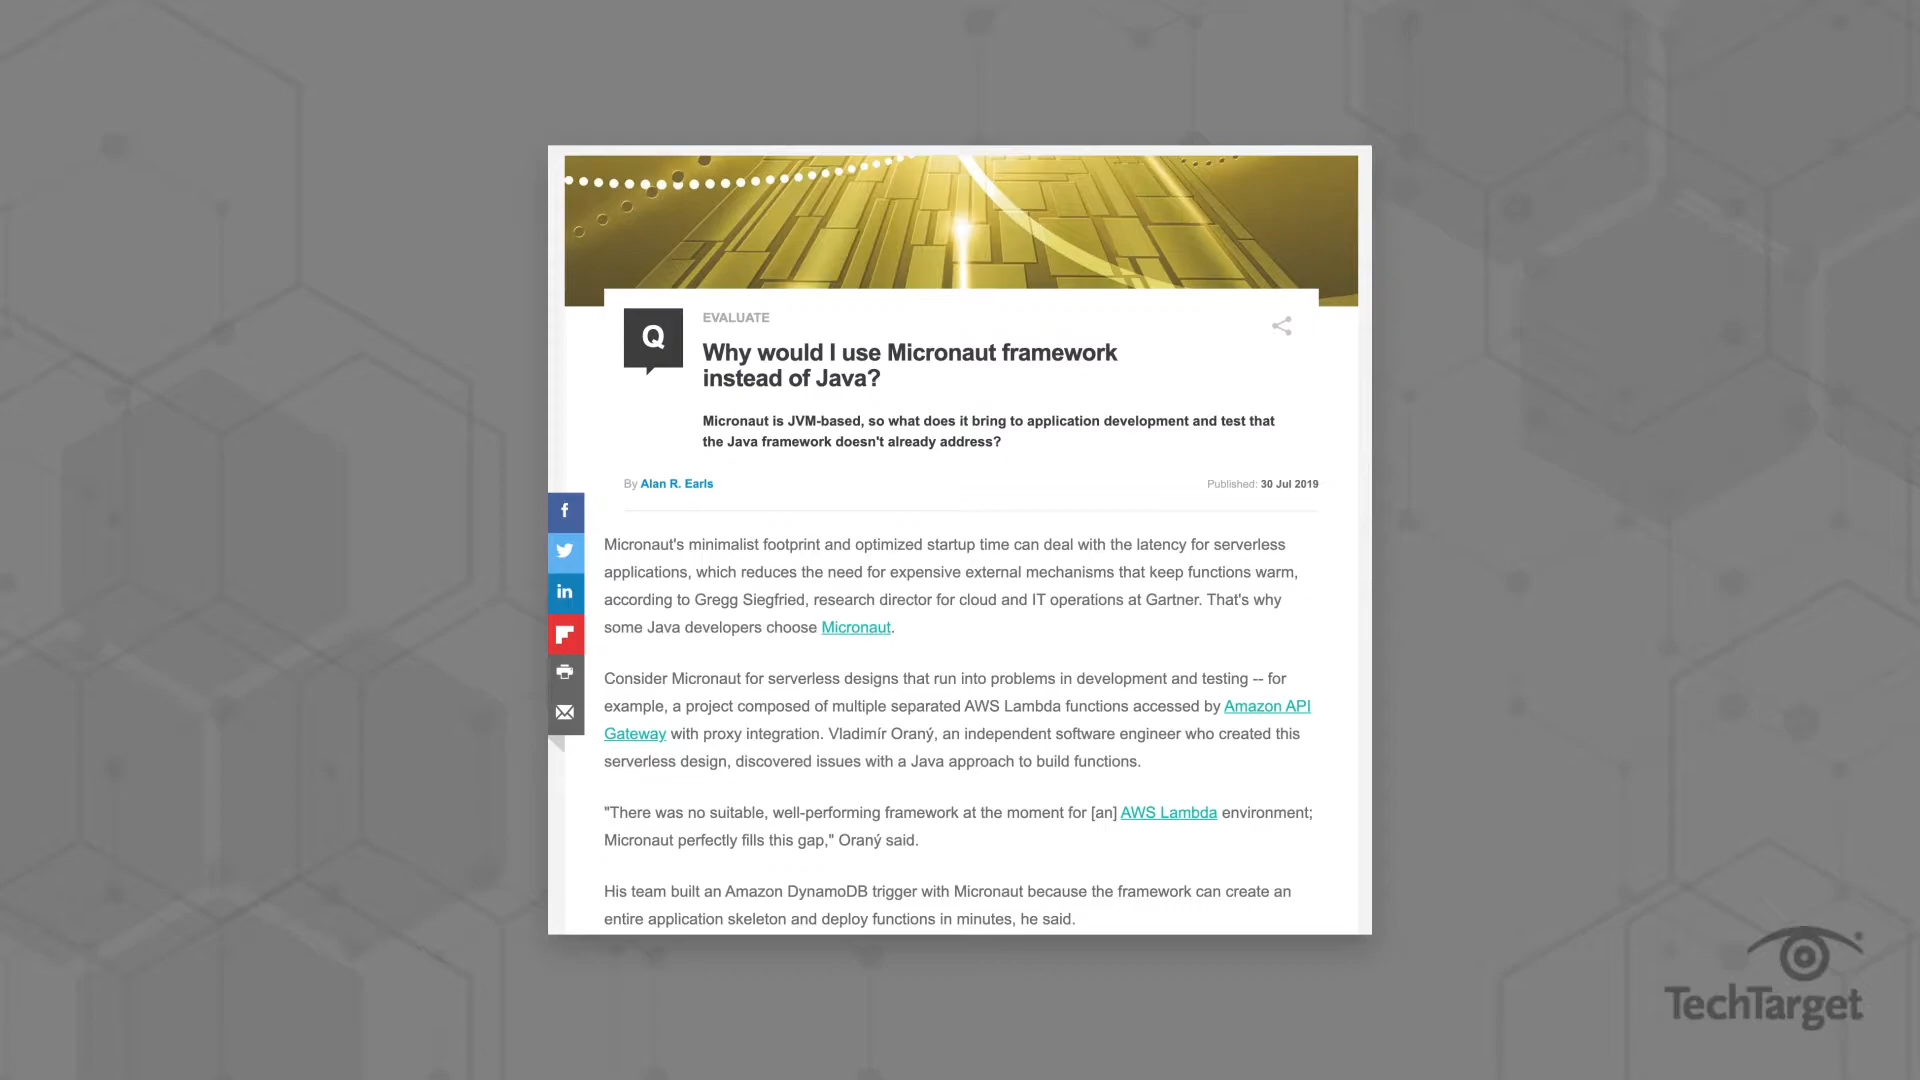 Q
EVALUATE
Why would I use Micronaut framework
instead of Java?
Micronaut is JVM-based, so what does it bring to application development and test that
the Java framework doesn't already address?
By Alan R. Earls
Published: 30 Jul 2019
f
in
Micronaut's minimalist footprint and optimized startup time can deal with the latency for serverless
applications, which reduces the need for expensive external mechanisms that keep functions warm,
according to Gregg Siegfried, research director for cloud and IT operations at Gartner. That's why
some Java developers choose Micronaut.
Consider Micronaut for serverless designs that run into problems in development and testing -- for
example, a project composed of multiple separated AWS Lambda functions accessed by Amazon API
Gateway with proxy integration. Vladimír Oraný, an independent software engineer who created this
serverless design, discovered issues with a Java approach to build functions.
"There was no suitable, well-performing framework at the moment for [an] AWS Lambda environment;
Micronaut perfectly fills this gap," Oraný said.
His team built an Amazon DynamoDB trigger with Micronaut because the framework can create an
entire application skeleton and deploy functions in minutes, he said.
TechTarget